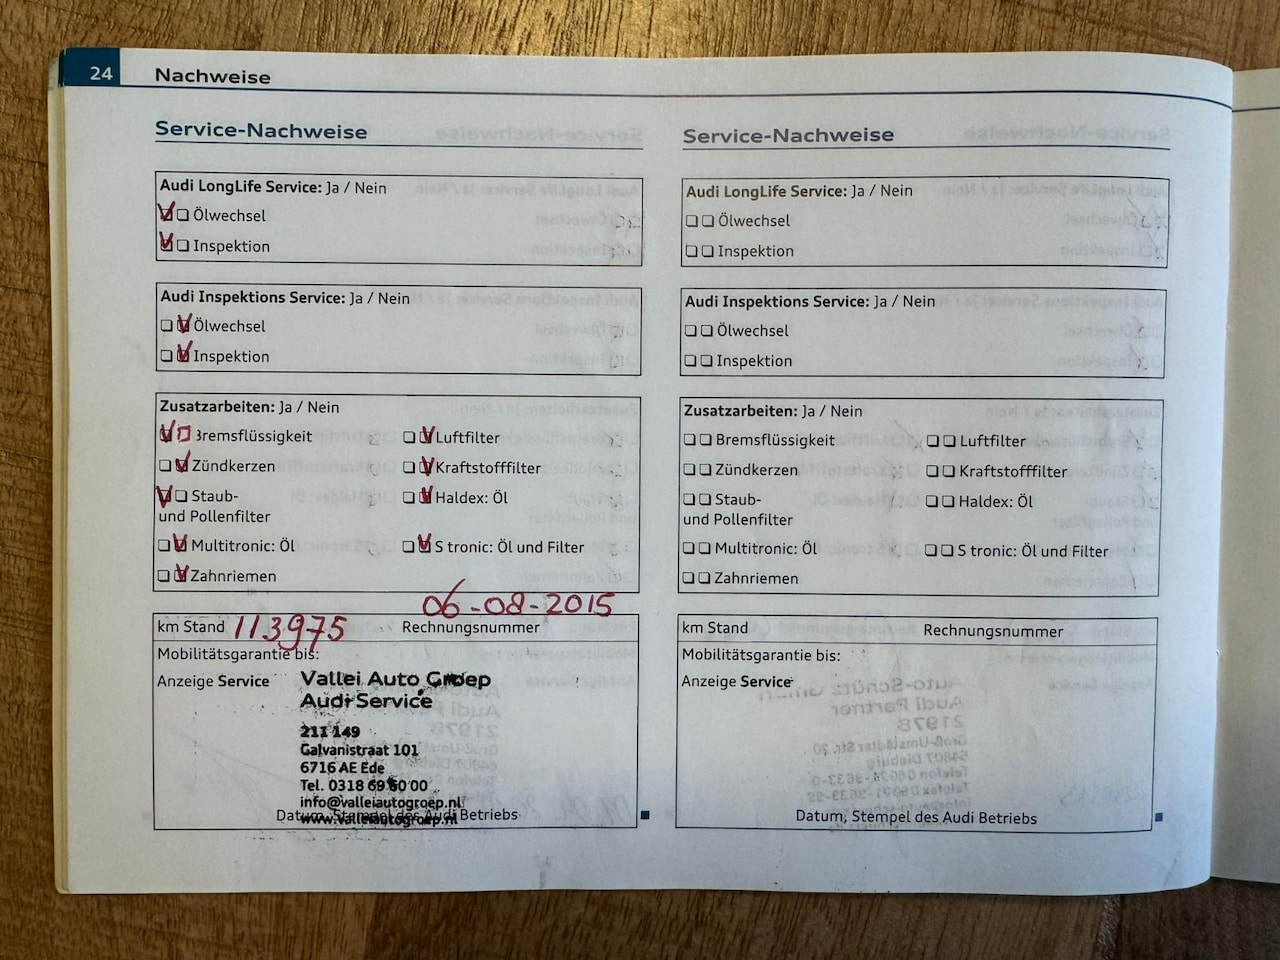 24 Nachweise
Service-Nachweise
Audi LongLife Service: Ja / Nein
Ölwechsel
Inspektion
Audi Inspektions Service: Ja / Nein
Ölwechsel
Inspektion
Zusatzarbeiten: Ja / Nein
Bremsflüssigkeit Luftfilter
Zündkerzen Kraftstofffilter
Staub- Haldex: Öl
und Pollenfilter
Multitronic: Öl S tronic: Öl und Filter
Zahnriemen
06-08-2015
km Stand 113975 Rechnungsnummer
Mobilitätsgarantie bis:
Anzeige Service
Vallei Auto Groep
Audi Service
211 149
Galvanistraat 101
6716 AE Ede
Tel. 0318 69 60 00
info@valleiautogroep.nl
www.valleiautogroep.nl
Datum, Stempel des Audi Betriebs
Service-Nachweise
Audi LongLife Service: Ja / Nein
Ölwechsel
Inspektion
Audi Inspektions Service: Ja / Nein
Ölwechsel
Inspektion
Zusatzarbeiten: Ja / Nein
Bremsflüssigkeit Luftfilter
Zündkerzen Kraftstofffilter
Staub- Haldex: Öl
und Pollenfilter
Multitronic: Öl S tronic: Öl und Filter
Zahnriemen
km Stand Rechnungsnummer
Mobilitätsgarantie bis:
Anzeige Service
Datum, Stempel des Audi Betriebs